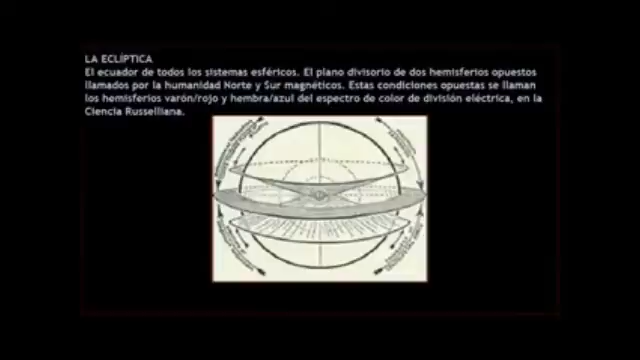 LA ECLÍPTICA
El ecuador de todos los sistemas esféricos. El plano divisorio de dos hemisferios opuestos
llamados por la humanidad Norte y Sur magnéticos. Estas condiciones opuestas se llaman
los hemisferios varón/rojo y hembra/azul del espectro de color de división eléctrica, en la
Ciencia Russelliana.